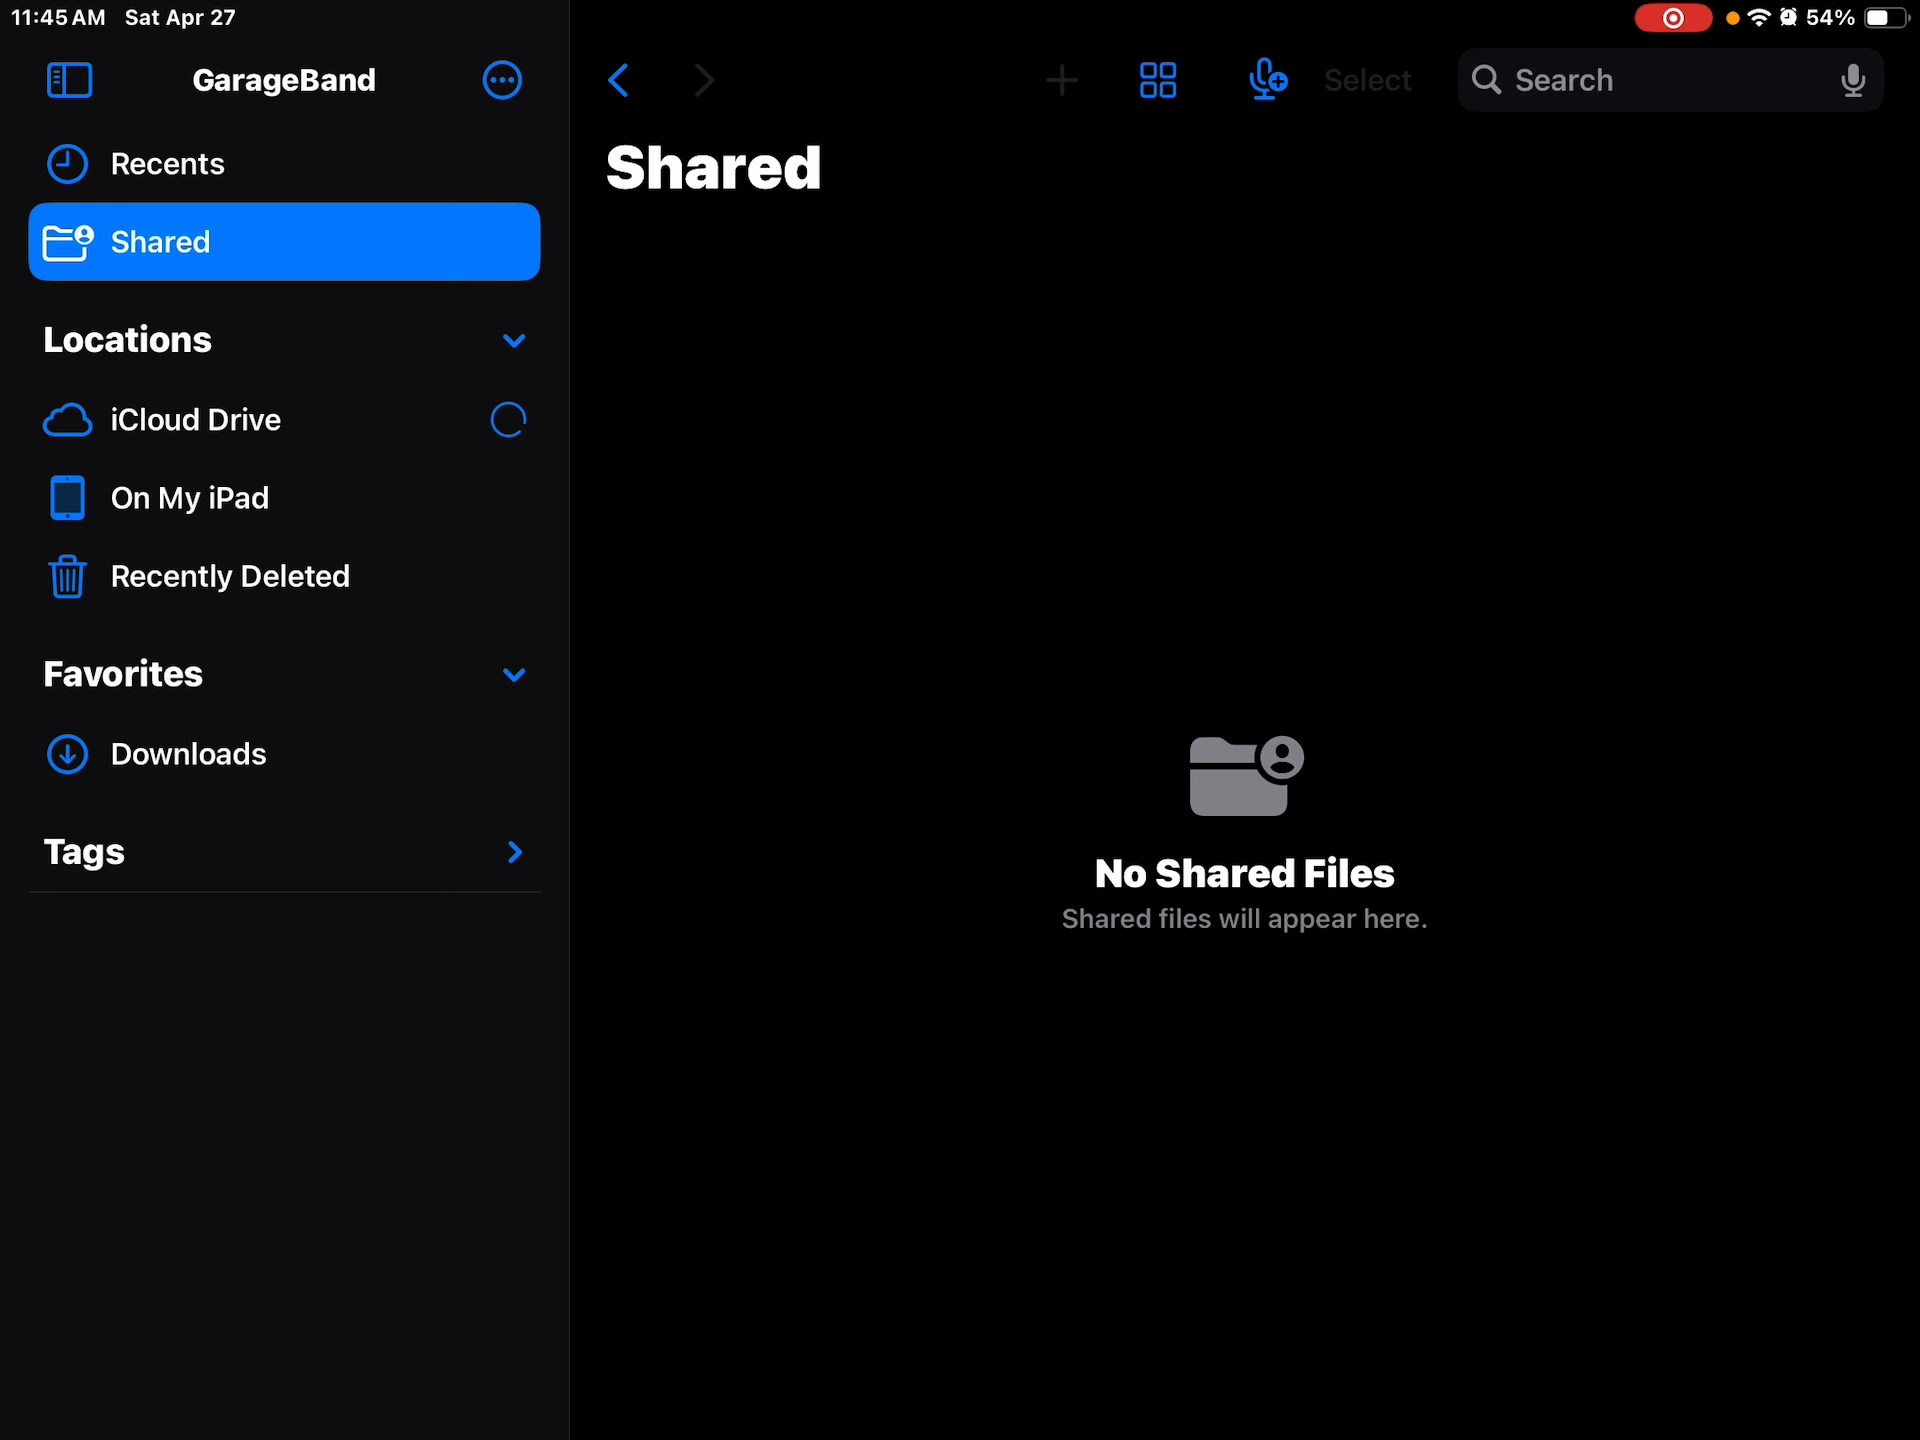 11:45 AM Sat Apr 27
54%
GarageBand
Select
Search
Recents
Shared
Shared
Locations
iCloud Drive
On My iPad
Recently Deleted
Favorites
Downloads
Tags
No Shared Files
Shared files will appear here.